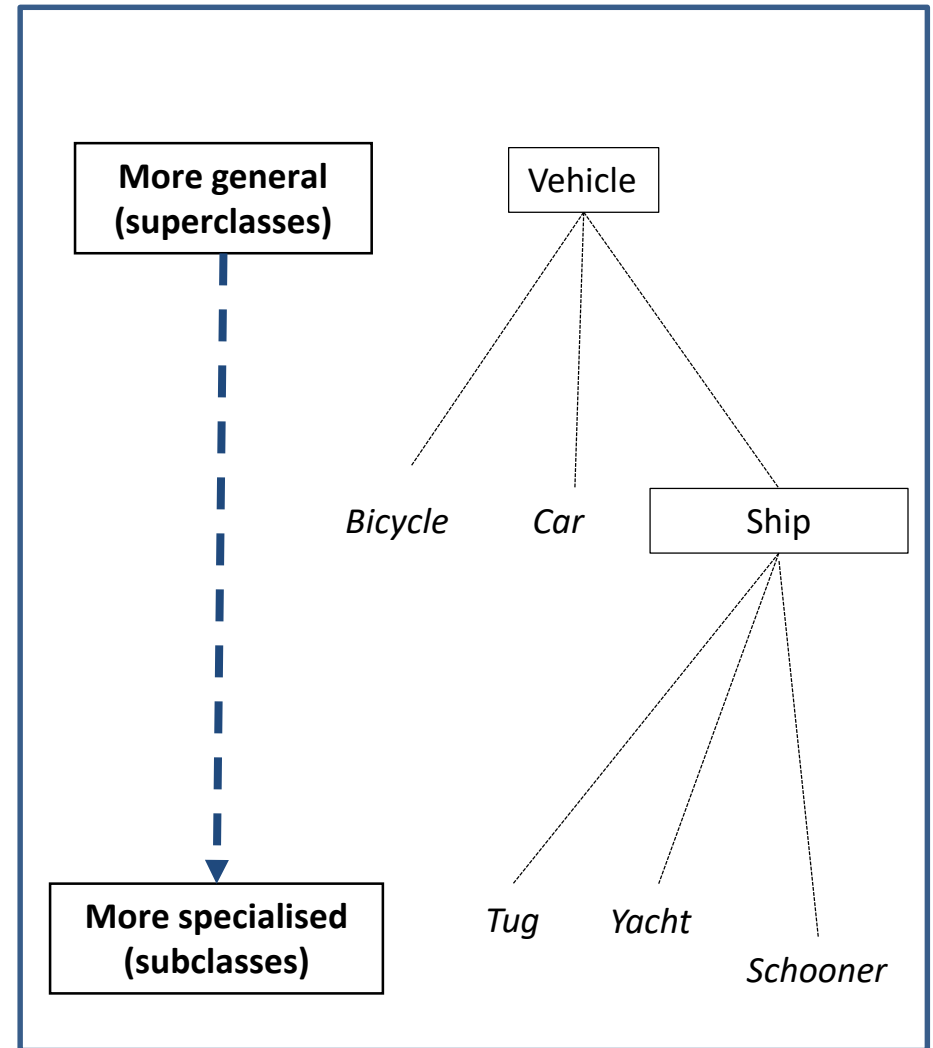 More general
(superclasses)
Vehicle
Bicycle
Car
Ship
More specialised
(subclasses)
Tug
Yacht
Schooner